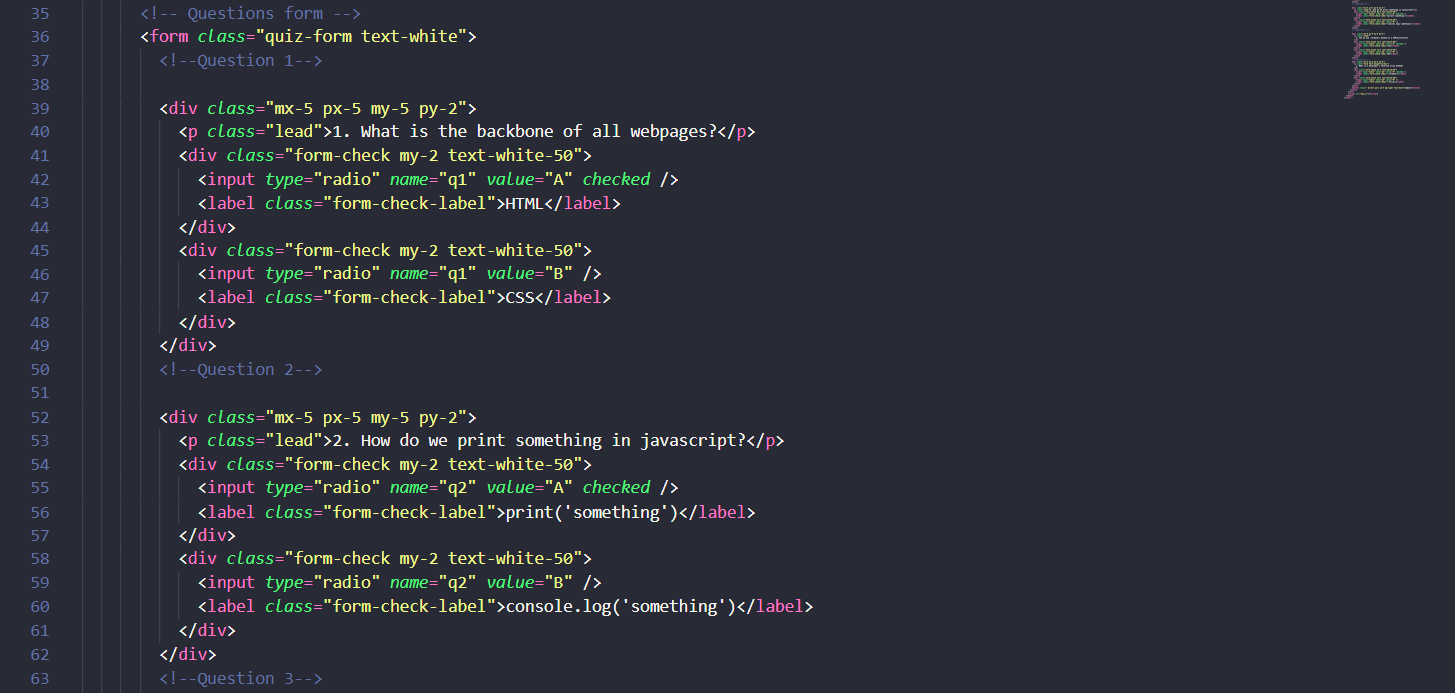 35 <!-- Questions form -->
36 <form class="quiz-form text-white">
37 <!--Question 1-->
38
39 <div class="mx-5 px-5 my-5 py-2">
40 <p class="lead">1. What is the backbone of all webpages?</p>
41 <div class="form-check my-2 text-white-50">
42 <input type="radio" name="q1" value="A" checked />
43 <label class="form-check-label">HTML</label>
44 </div>
45 <div class="form-check my-2 text-white-50">
46 <input type="radio" name="q1" value="B" />
47 <label class="form-check-label">CSS</label>
48 </div>
49 </div>
50 <!--Question 2-->
51
52 <div class="mx-5 px-5 my-5 py-2">
53 <p class="lead">2. How do we print something in javascript?</p>
54 <div class="form-check my-2 text-white-50">
55 <input type="radio" name="q2" value="A" checked />
56 <label class="form-check-label">print('something')</label>
57 </div>
58 <div class="form-check my-2 text-white-50">
59 <input type="radio" name="q2" value="B" />
60 <label class="form-check-label">console.log('something')</label>
61 </div>
62 </div>
63 <!--Question 3-->